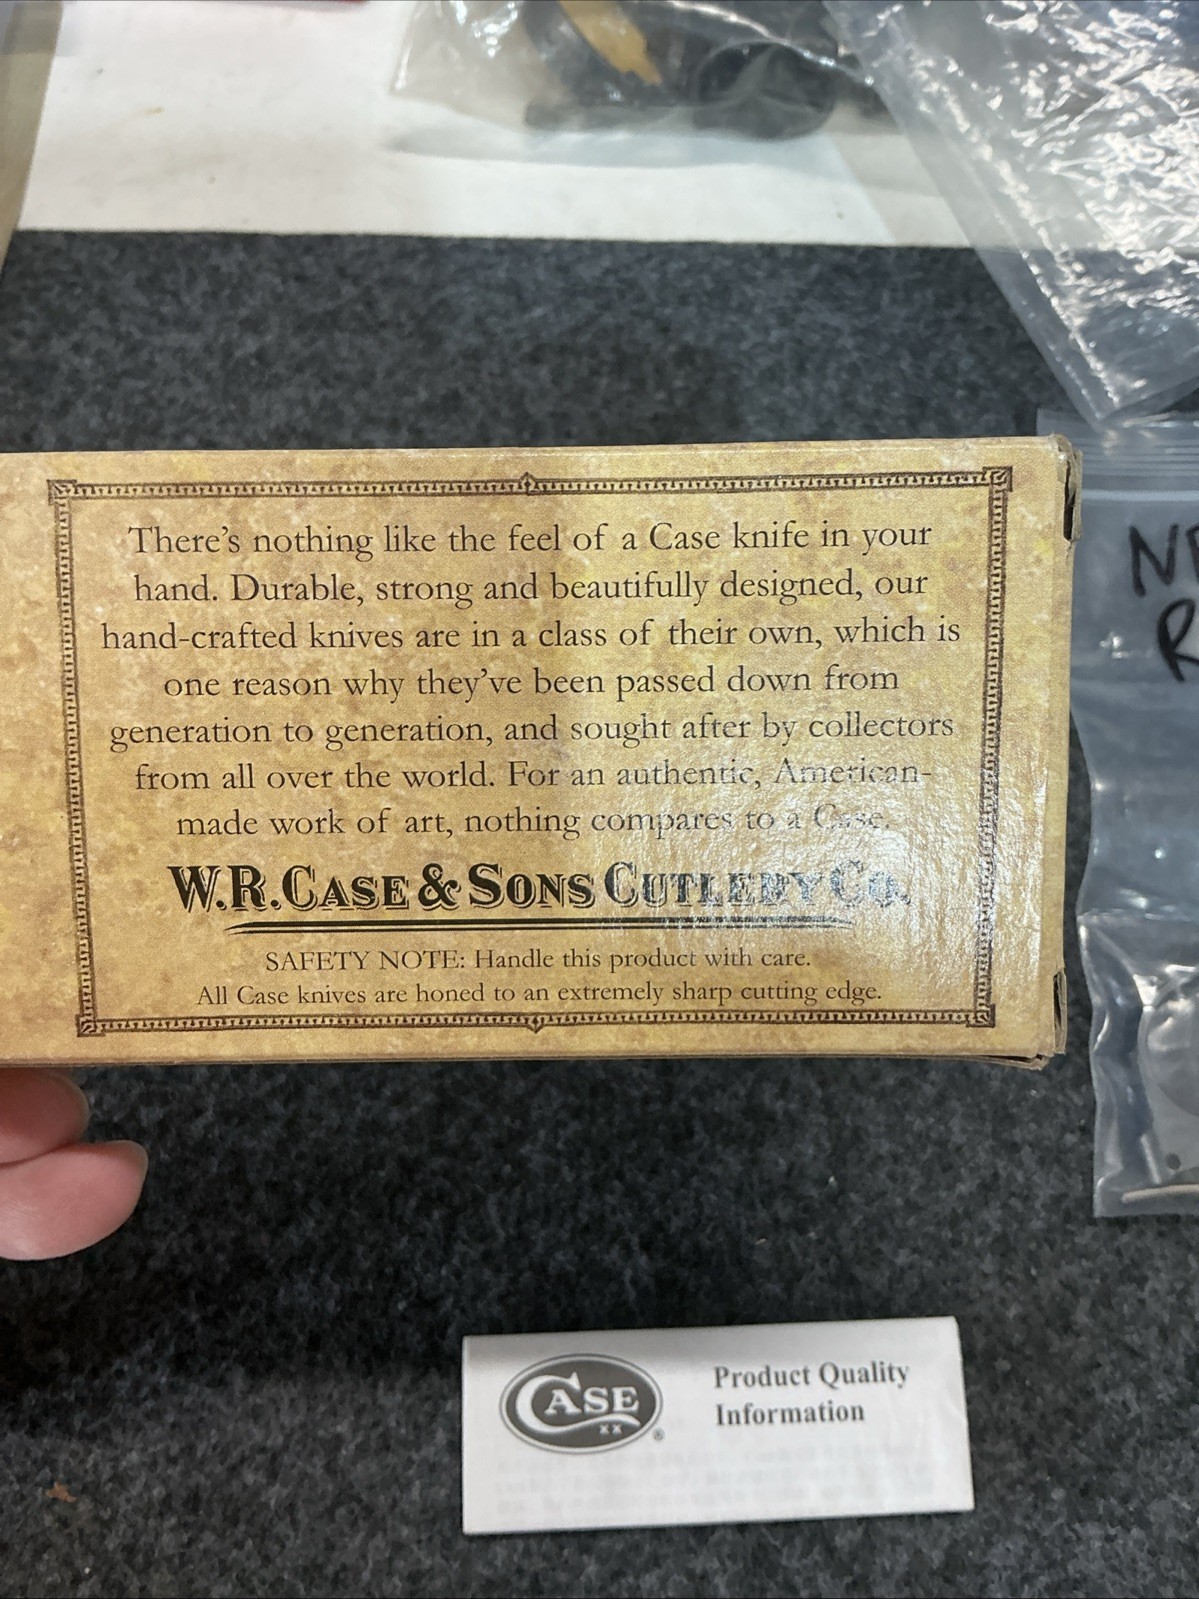 There's nothing like the feel of a Case knife in your
hand. Durable, strong and beautifully designed, our
hand-crafted knives are in a class of their own, which is
one reason why they've been passed down from
generation to generation, and sought after by collectors
from all over the world. For an authentic, American-
made work of art, nothing compares to a Case.
W.R. CASE & SONS CUTLERY CO.
SAFETY NOTE: Handle this product with care.
All Case knives are honed to an extremely sharp cutting edge.
CASE
XX
®
Product Quality
Information